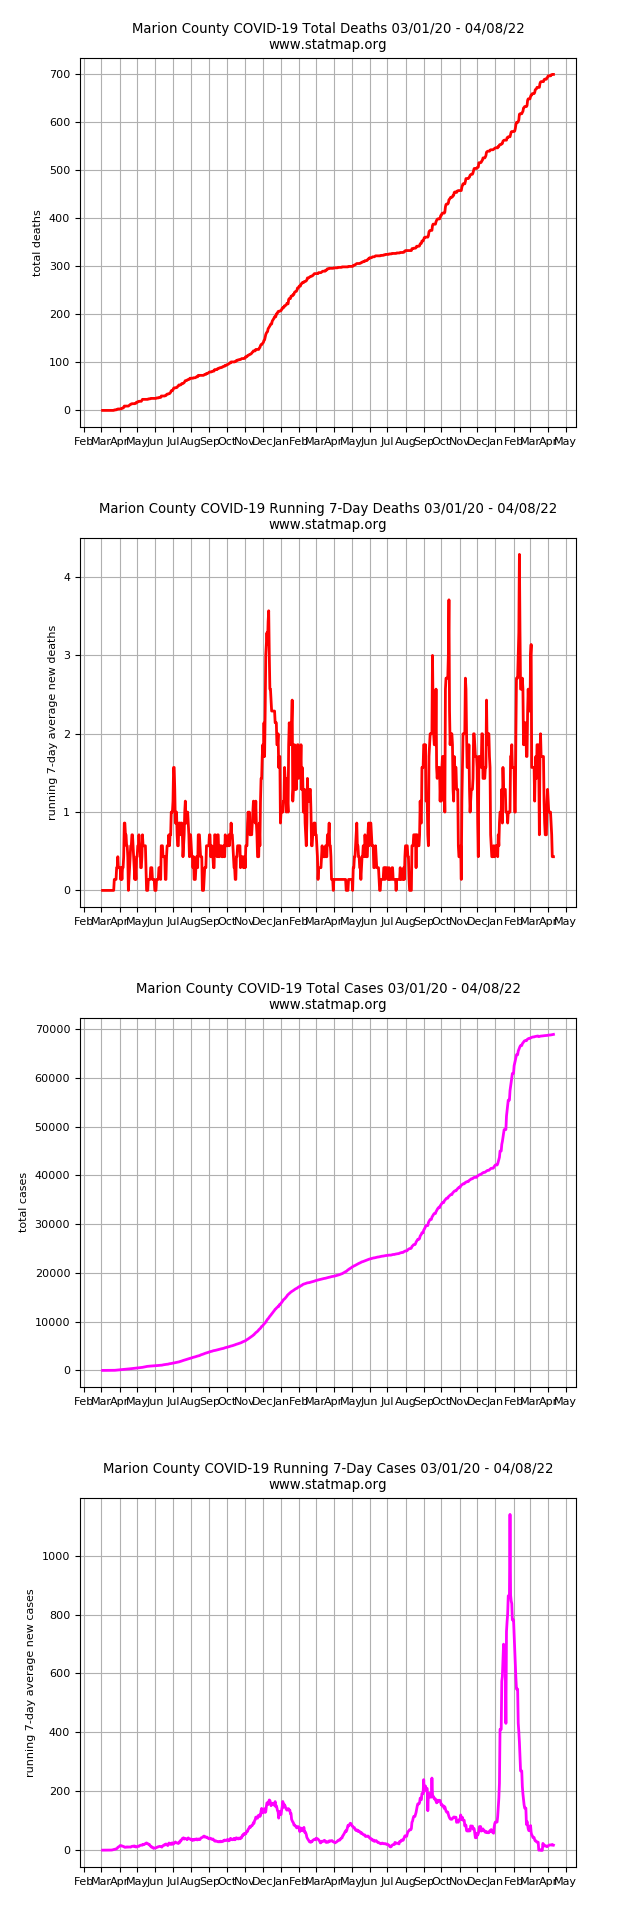 Marion County COVID-19 Total Deaths 03/01/20 - 04/08/22
www.statmap.org
700
600
500
400
300
200
100
0
total deaths
Feb Mar Apr May Jun Jul Aug Sep Oct Nov Dec Jan Feb Mar Apr May Jun Jul Aug Sep Oct Nov Dec Jan Feb Mar Apr May
Marion County COVID-19 Running 7-Day Deaths 03/01/20 - 04/08/22
www.statmap.org
4
3
2
1
0
running 7-day average new deaths
Feb Mar Apr May Jun Jul Aug Sep Oct Nov Dec Jan Feb Mar Apr May Jun Jul Aug Sep Oct Nov Dec Jan Feb Mar Apr May
Marion County COVID-19 Total Cases 03/01/20 - 04/08/22
www.statmap.org
70000
60000
50000
40000
30000
20000
10000
0
total cases
Feb Mar Apr May Jun Jul Aug Sep Oct Nov Dec Jan Feb Mar Apr May Jun Jul Aug Sep Oct Nov Dec Jan Feb Mar Apr May
Marion County COVID-19 Running 7-Day Cases 03/01/20 - 04/08/22
www.statmap.org
1000
800
600
400
200
0
running 7-day average new cases
Feb Mar Apr May Jun Jul Aug Sep Oct Nov Dec Jan Feb Mar Apr May Jun Jul Aug Sep Oct Nov Dec Jan Feb Mar Apr May